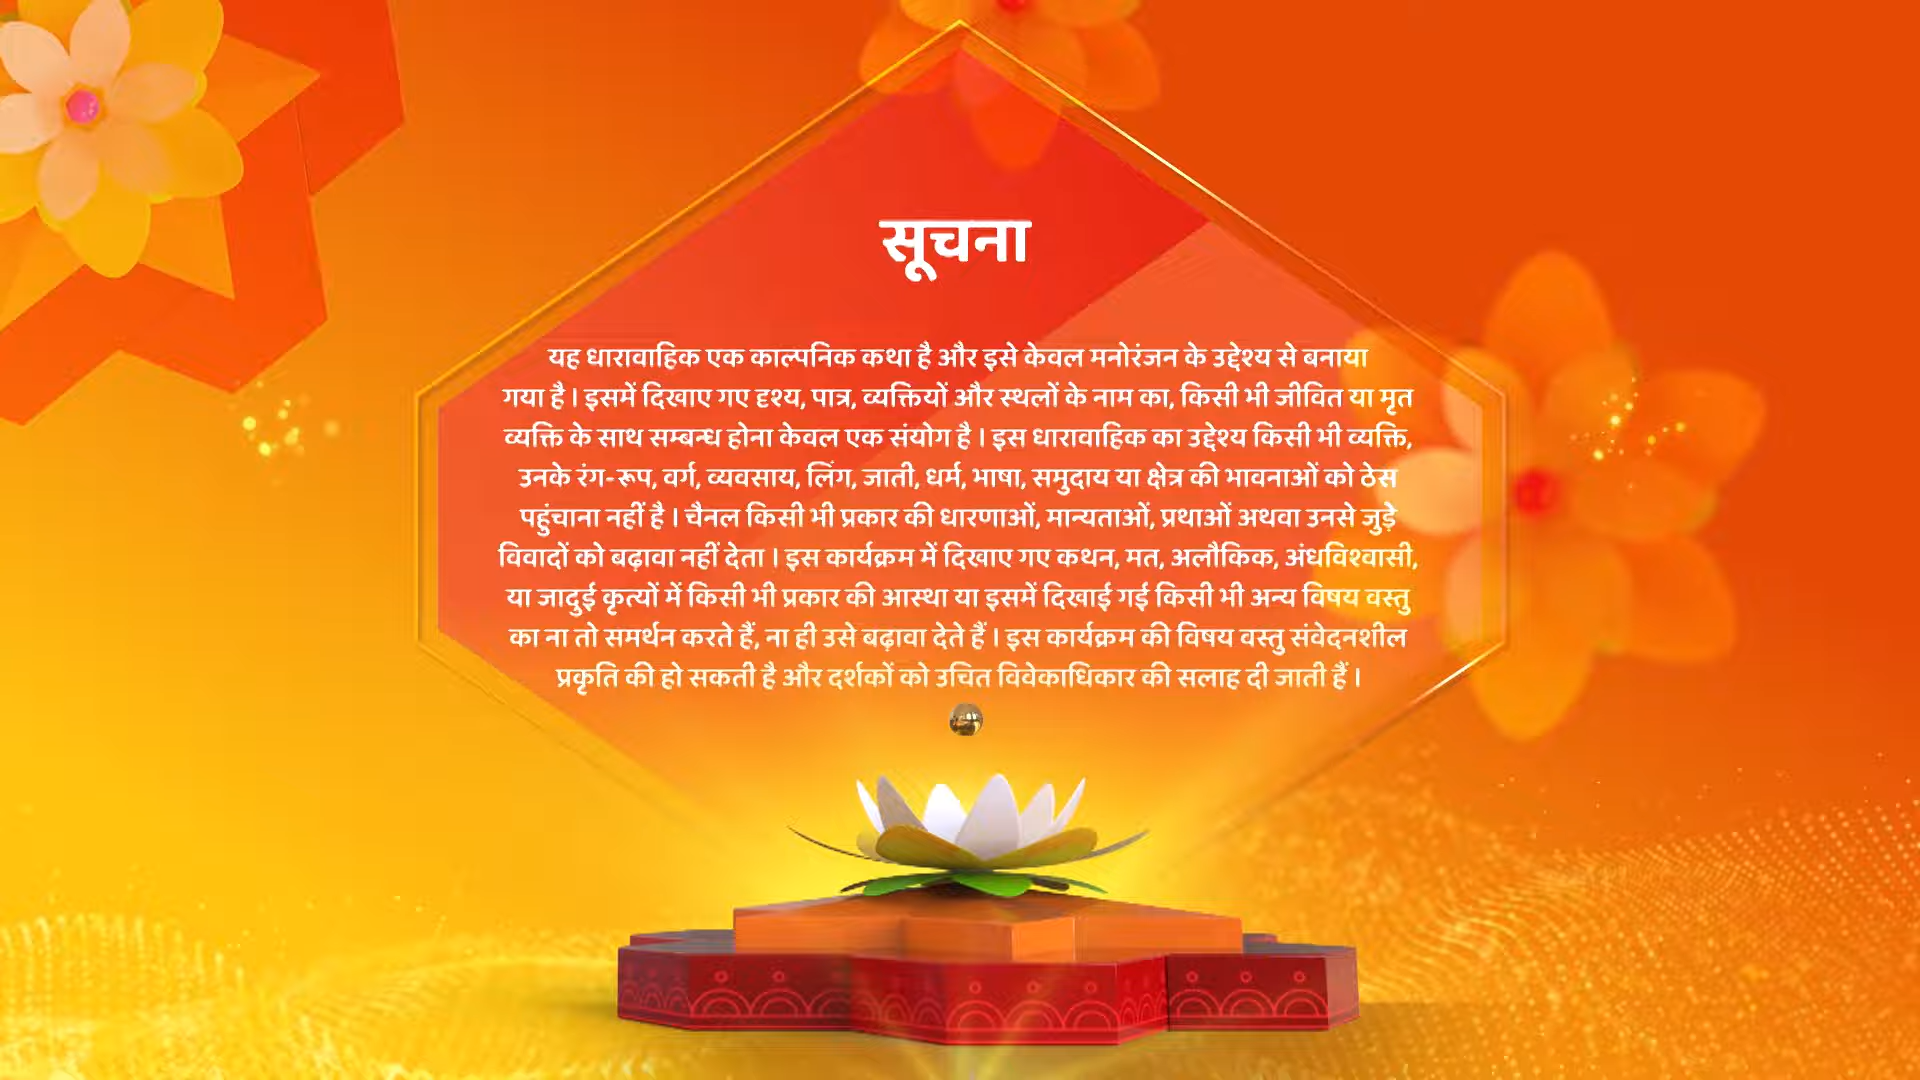 सूचना
यह धारावाहिक एक काल्पनिक कथा है और इसे केवल मनोरंजन के उद्देश्य से बनाया
गया है । इसमें दिखाए गए दृश्य, पात्र, व्यक्तियों और स्थलों के नाम का, किसी भी जीवित या मृत
व्यक्ति के साथ सम्बन्ध होना केवल एक संयोग है । इस धारावाहिक का उद्देश्य किसी भी व्यक्ति,
उनके रंग-रूप, वर्ग, व्यवसाय, लिंग, जाती, धर्म, भाषा, समुदाय या क्षेत्र की भावनाओं को ठेस
पहुंचाना नहीं है । चैनल किसी भी प्रकार की धारणाओं, मान्यताओं, प्रथाओं अथवा उनसे जुड़े
विवादों को बढ़ावा नहीं देता । इस कार्यक्रम में दिखाए गए कथन, मत, अलौकिक, अंधविश्वासी,
या जादुई कृत्यों में किसी भी प्रकार की आस्था या इसमें दिखाई गई किसी भी अन्य विषय वस्तु
का ना तो समर्थन करते हैं, ना ही उसे बढ़ावा देते हैं । इस कार्यक्रम की विषय वस्तु संवेदनशील
प्रकृति की हो सकती है और दर्शकों को उचित विवेकाधिकार की सलाह दी जाती हैं ।